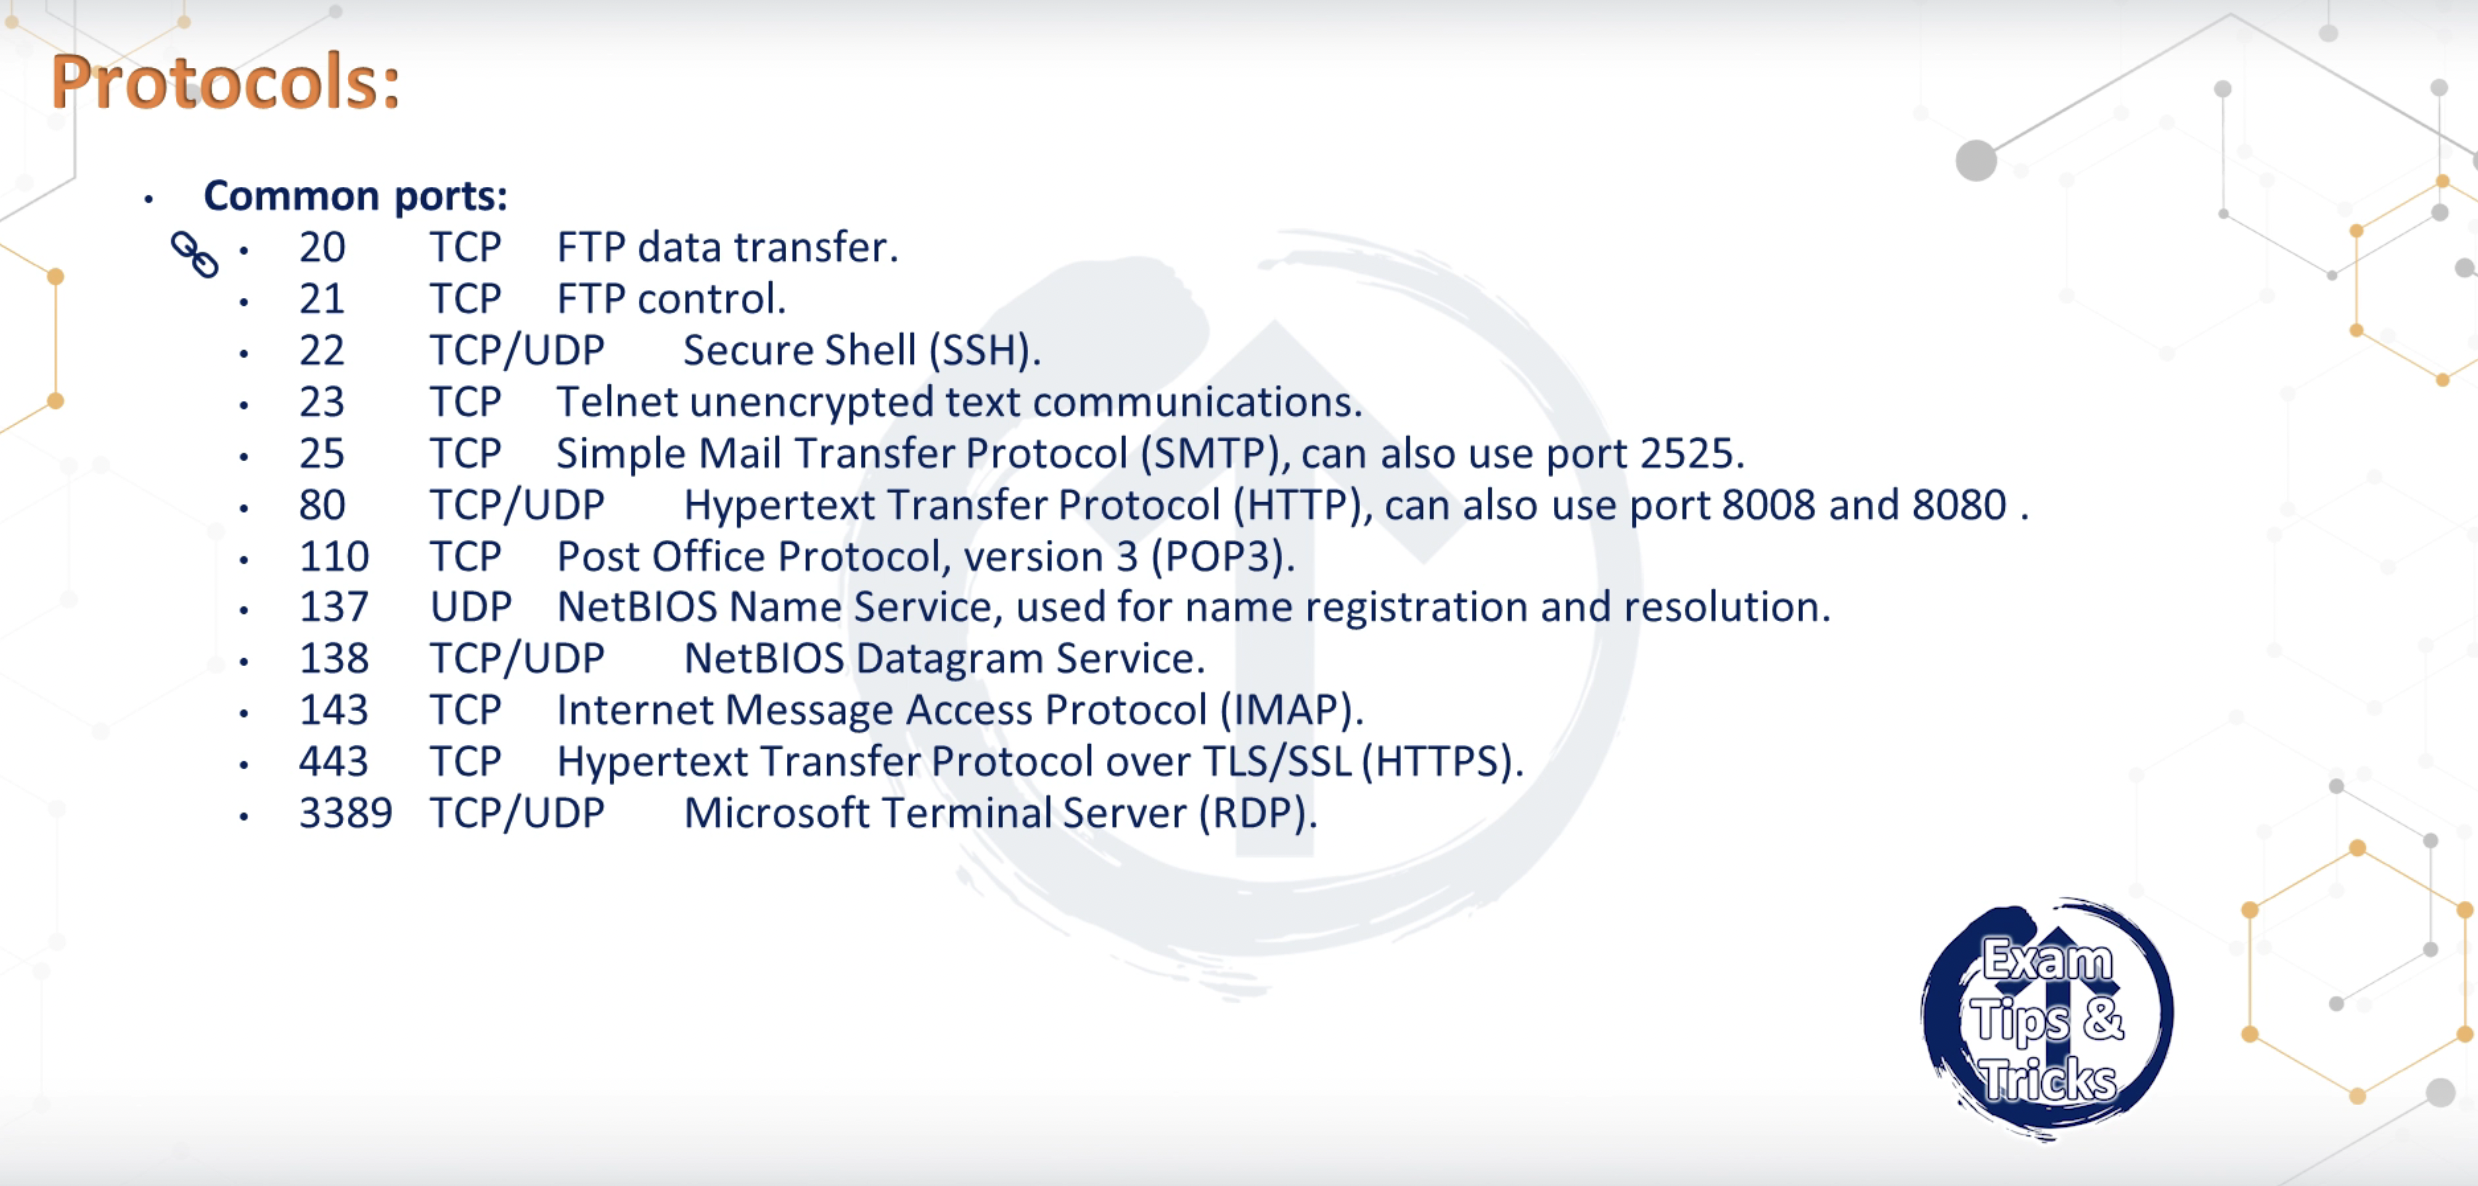 Protocols:
• Common ports:
• 20 TCP FTP data transfer.
• 21 TCP FTP control.
• 22 TCP/UDP Secure Shell (SSH).
• 23 TCP Telnet unencrypted text communications.
• 25 TCP Simple Mail Transfer Protocol (SMTP), can also use port 2525.
• 80 TCP/UDP Hypertext Transfer Protocol (HTTP), can also use port 8008 and 8080 .
• 110 TCP Post Office Protocol, version 3 (POP3).
• 137 UDP NetBIOS Name Service, used for name registration and resolution.
• 138 TCP/UDP NetBIOS Datagram Service.
• 143 TCP Internet Message Access Protocol (IMAP).
• 443 TCP Hypertext Transfer Protocol over TLS/SSL (HTTPS).
• 3389 TCP/UDP Microsoft Terminal Server (RDP).
Exam
Tips &
Tricks